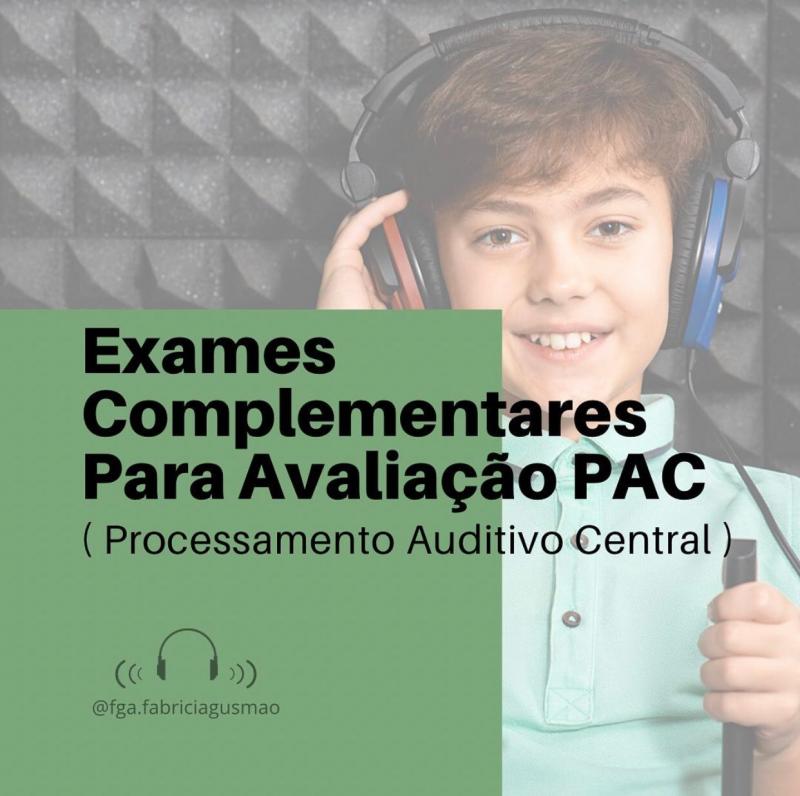 Exames
Complementares
Para Avaliação PAC
( Processamento Auditivo Central )
@fga.fabriciagusmao